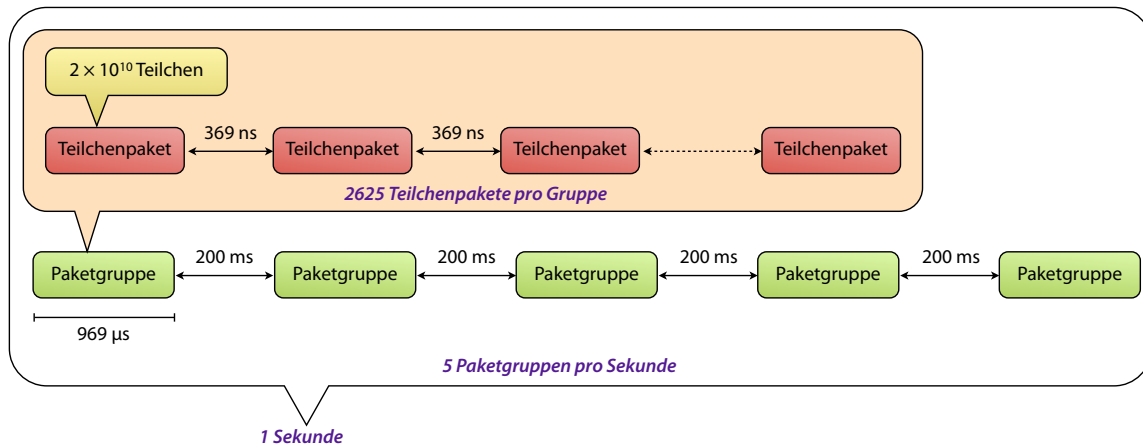 2 × 10¹⁰ Teilchen
369 ns
369 ns
Teilchenpaket
Teilchenpaket
Teilchenpaket
Teilchenpaket
2625 Teilchenpakete pro Gruppe
200 ms
200 ms
200 ms
200 ms
Paketgruppe
Paketgruppe
Paketgruppe
Paketgruppe
Paketgruppe
969 μs
5 Paketgruppen pro Sekunde
1 Sekunde